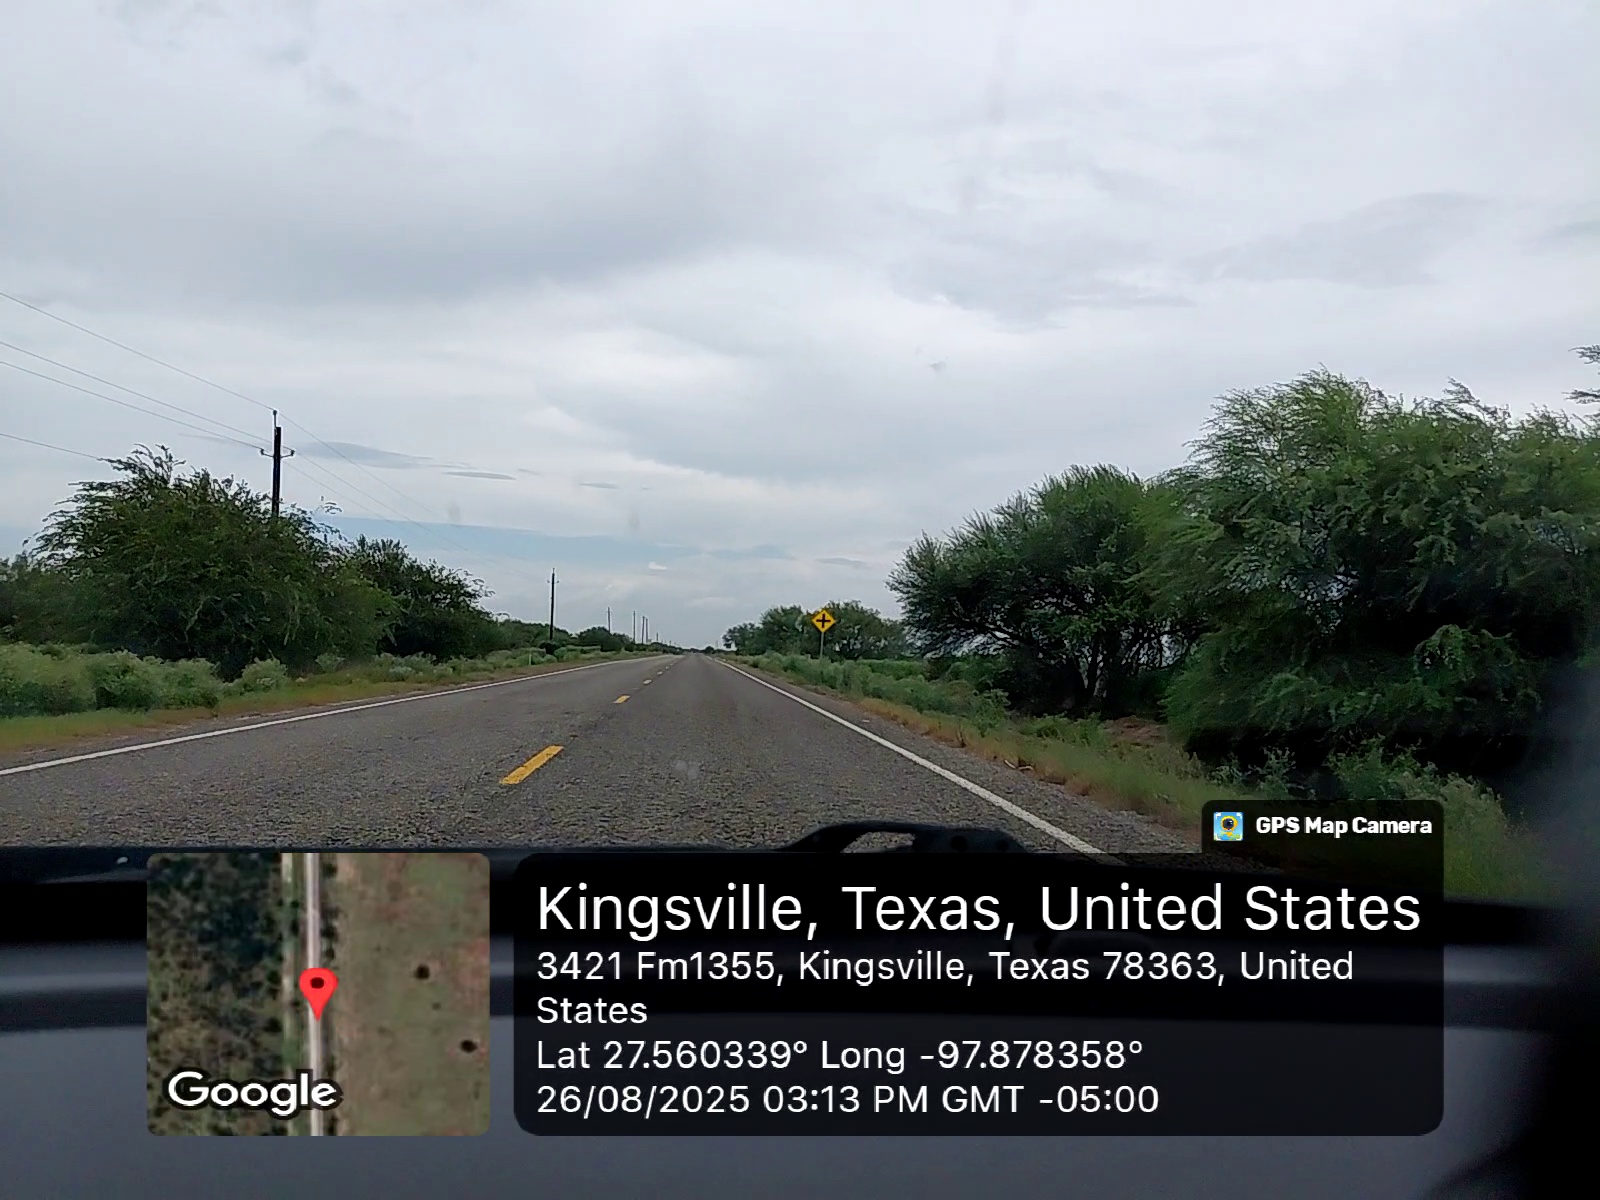 GPS Map Camera
Kingsville, Texas, United States
3421 Fm1355, Kingsville, Texas 78363, United
States
Lat 27.560339° Long -97.878358°
26/08/2025 03:13 PM GMT -05:00
Google